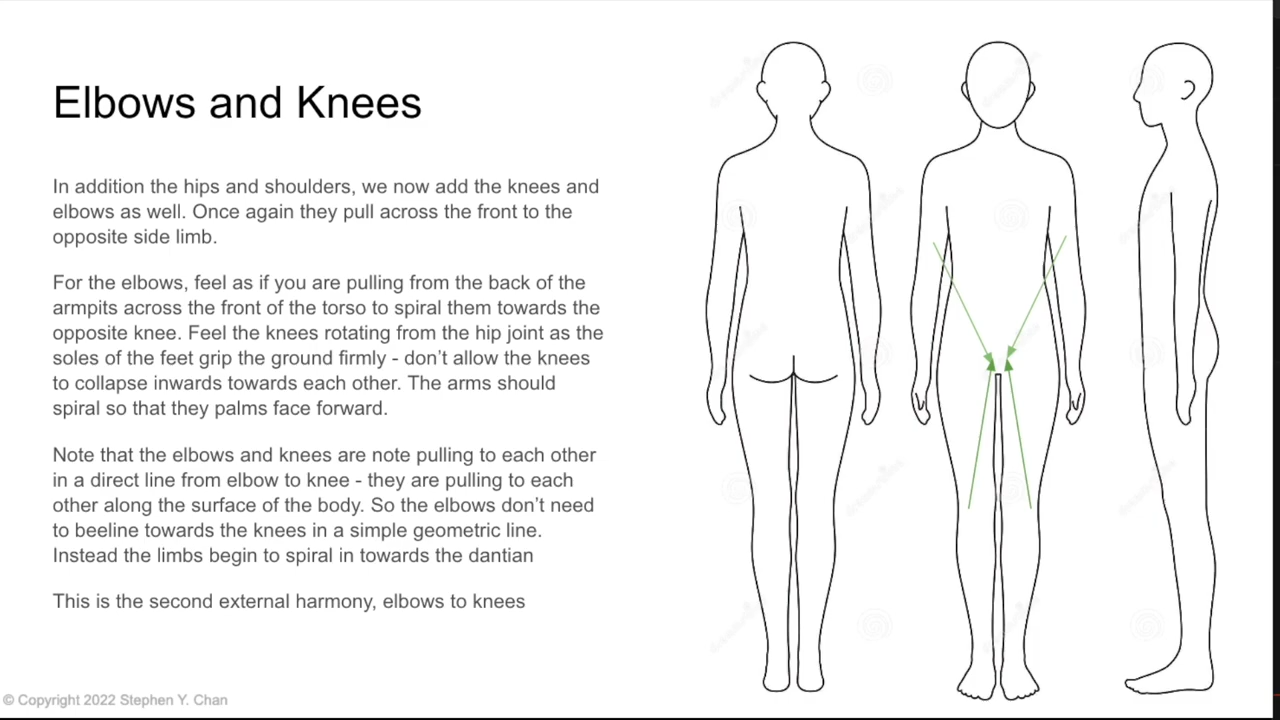 Elbows and Knees
In addition the hips and shoulders, we now add the knees and
elbows as well. Once again they pull across the front to the
opposite side limb.
For the elbows, feel as if you are pulling from the back of the
armpits across the front of the torso to spiral them towards the
opposite knee. Feel the knees rotating from the hip joint as the
soles of the feet grip the ground firmly - don’t allow the knees
to collapse inwards towards each other. The arms should
spiral so that they palms face forward.
Note that the elbows and knees are note pulling to each other
in a direct line from elbow to knee - they are pulling to each
other along the surface of the body. So the elbows don’t need
to beeline towards the knees in a simple geometric line.
Instead the limbs begin to spiral in towards the dantian
This is the second external harmony, elbows to knees
© Copyright 2022 Stephen Y. Chan